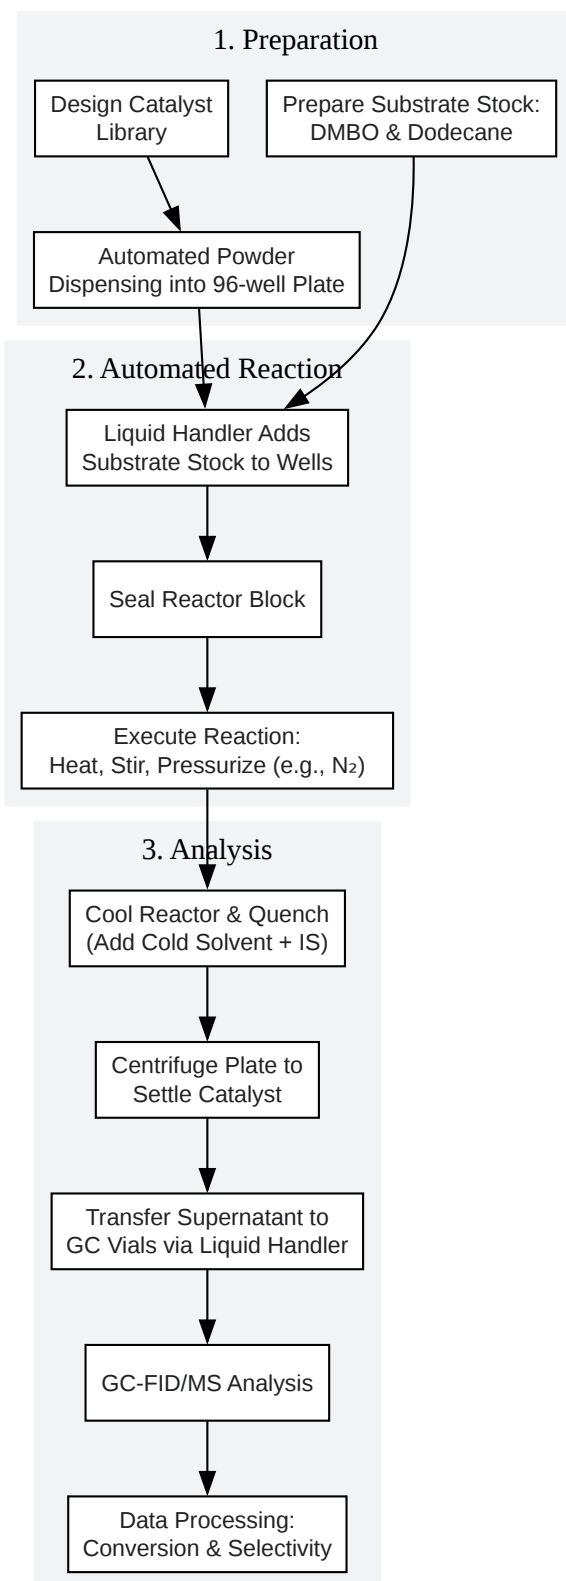 1. Preparation
Design Catalyst
Library
Prepare Substrate Stock:
DMBO & Dodecane
Automated Powder
Dispensing into 96-well Plate
2. Automated Reaction
Liquid Handler Adds
Substrate Stock to Wells
Seal Reactor Block
Execute Reaction:
Heat, Stir, Pressurize (e.g., N₂)
3. Analysis
Cool Reactor & Quench
(Add Cold Solvent + IS)
Centrifuge Plate to
Settle Catalyst
Transfer Supernatant to
GC Vials via Liquid Handler
GC-FID/MS Analysis
Data Processing:
Conversion & Selectivity